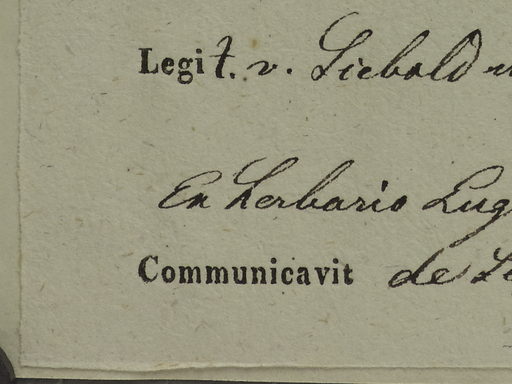 Legit. v. Siebold
Ex herbario Lug
Communicavit de